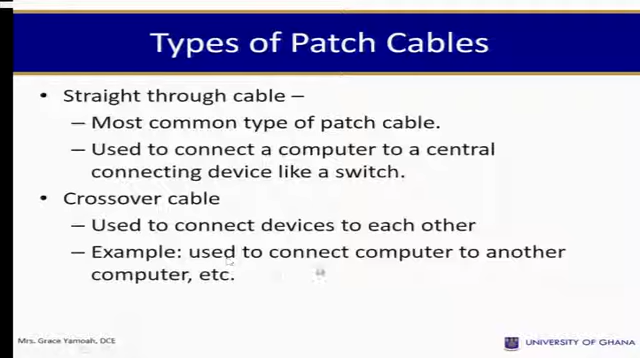 Types of Patch Cables
• Straight through cable –
– Most common type of patch cable.
– Used to connect a computer to a central
connecting device like a switch.
• Crossover cable
– Used to connect devices to each other
– Example: used to connect computer to another
computer, etc.
Mrs. Grace Yamoah, DCE
UNIVERSITY OF GHANA